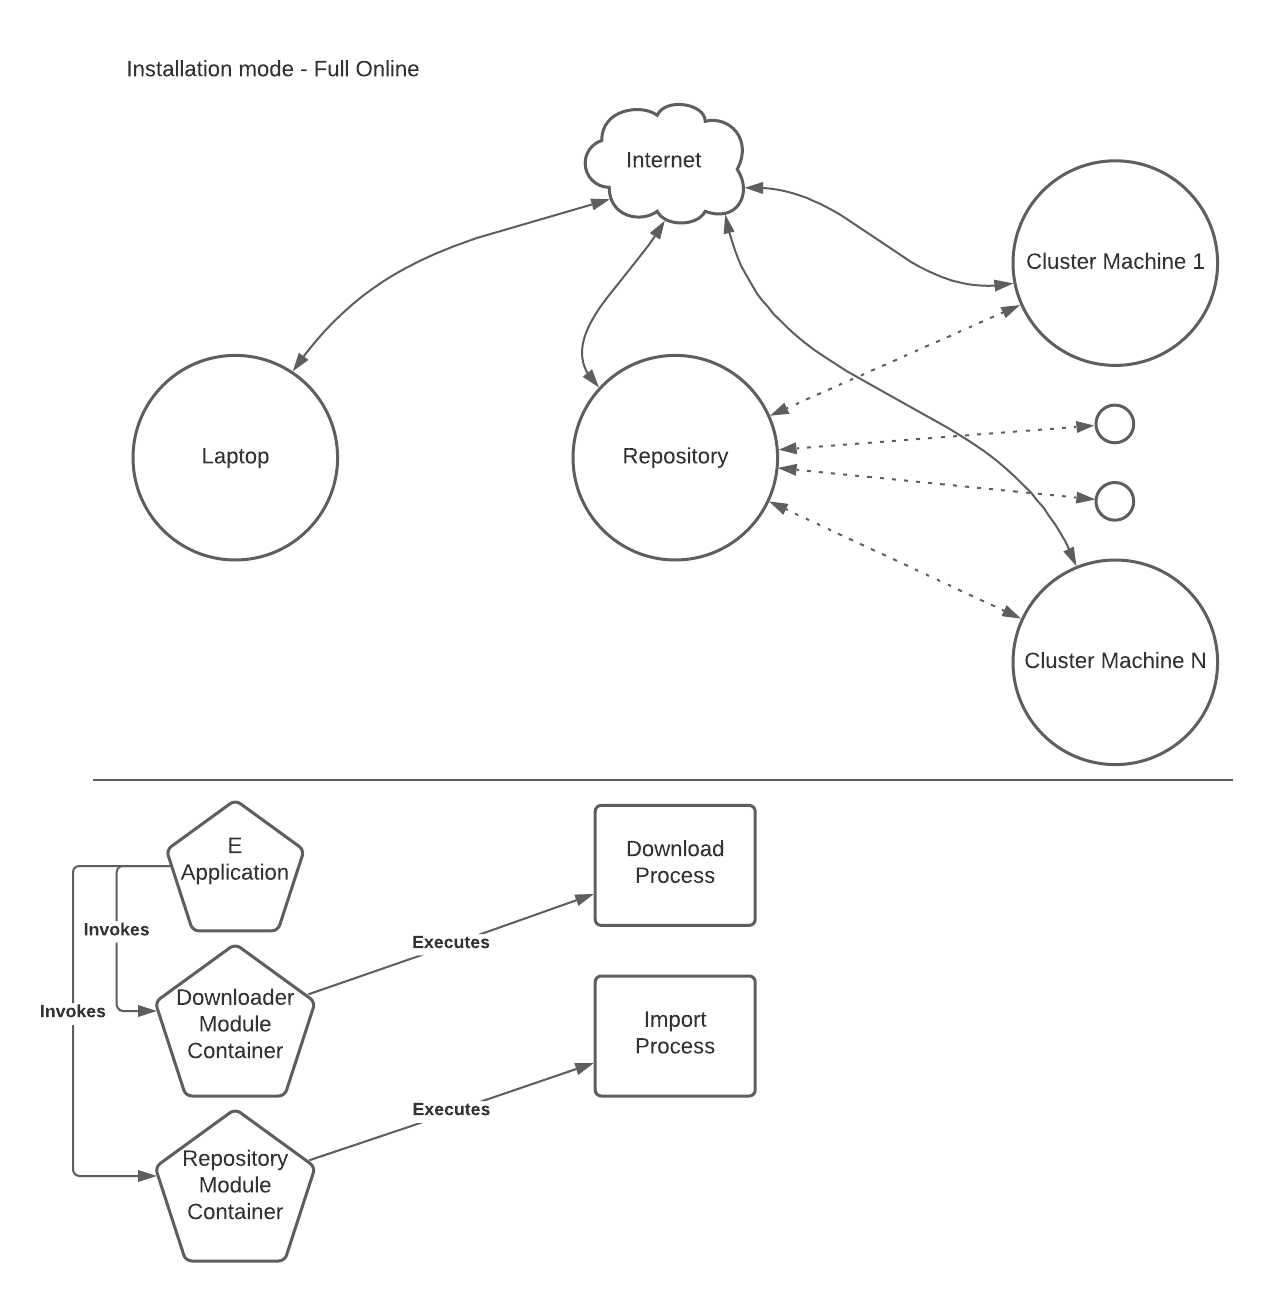 Installation mode - Full Online
Internet
Cluster Machine 1
Laptop
Repository
Cluster Machine N
E
Application
Download
Process
Invokes
Executes
Downloader
Module
Container
Invokes
Import
Process
Executes
Repository
Module
Container